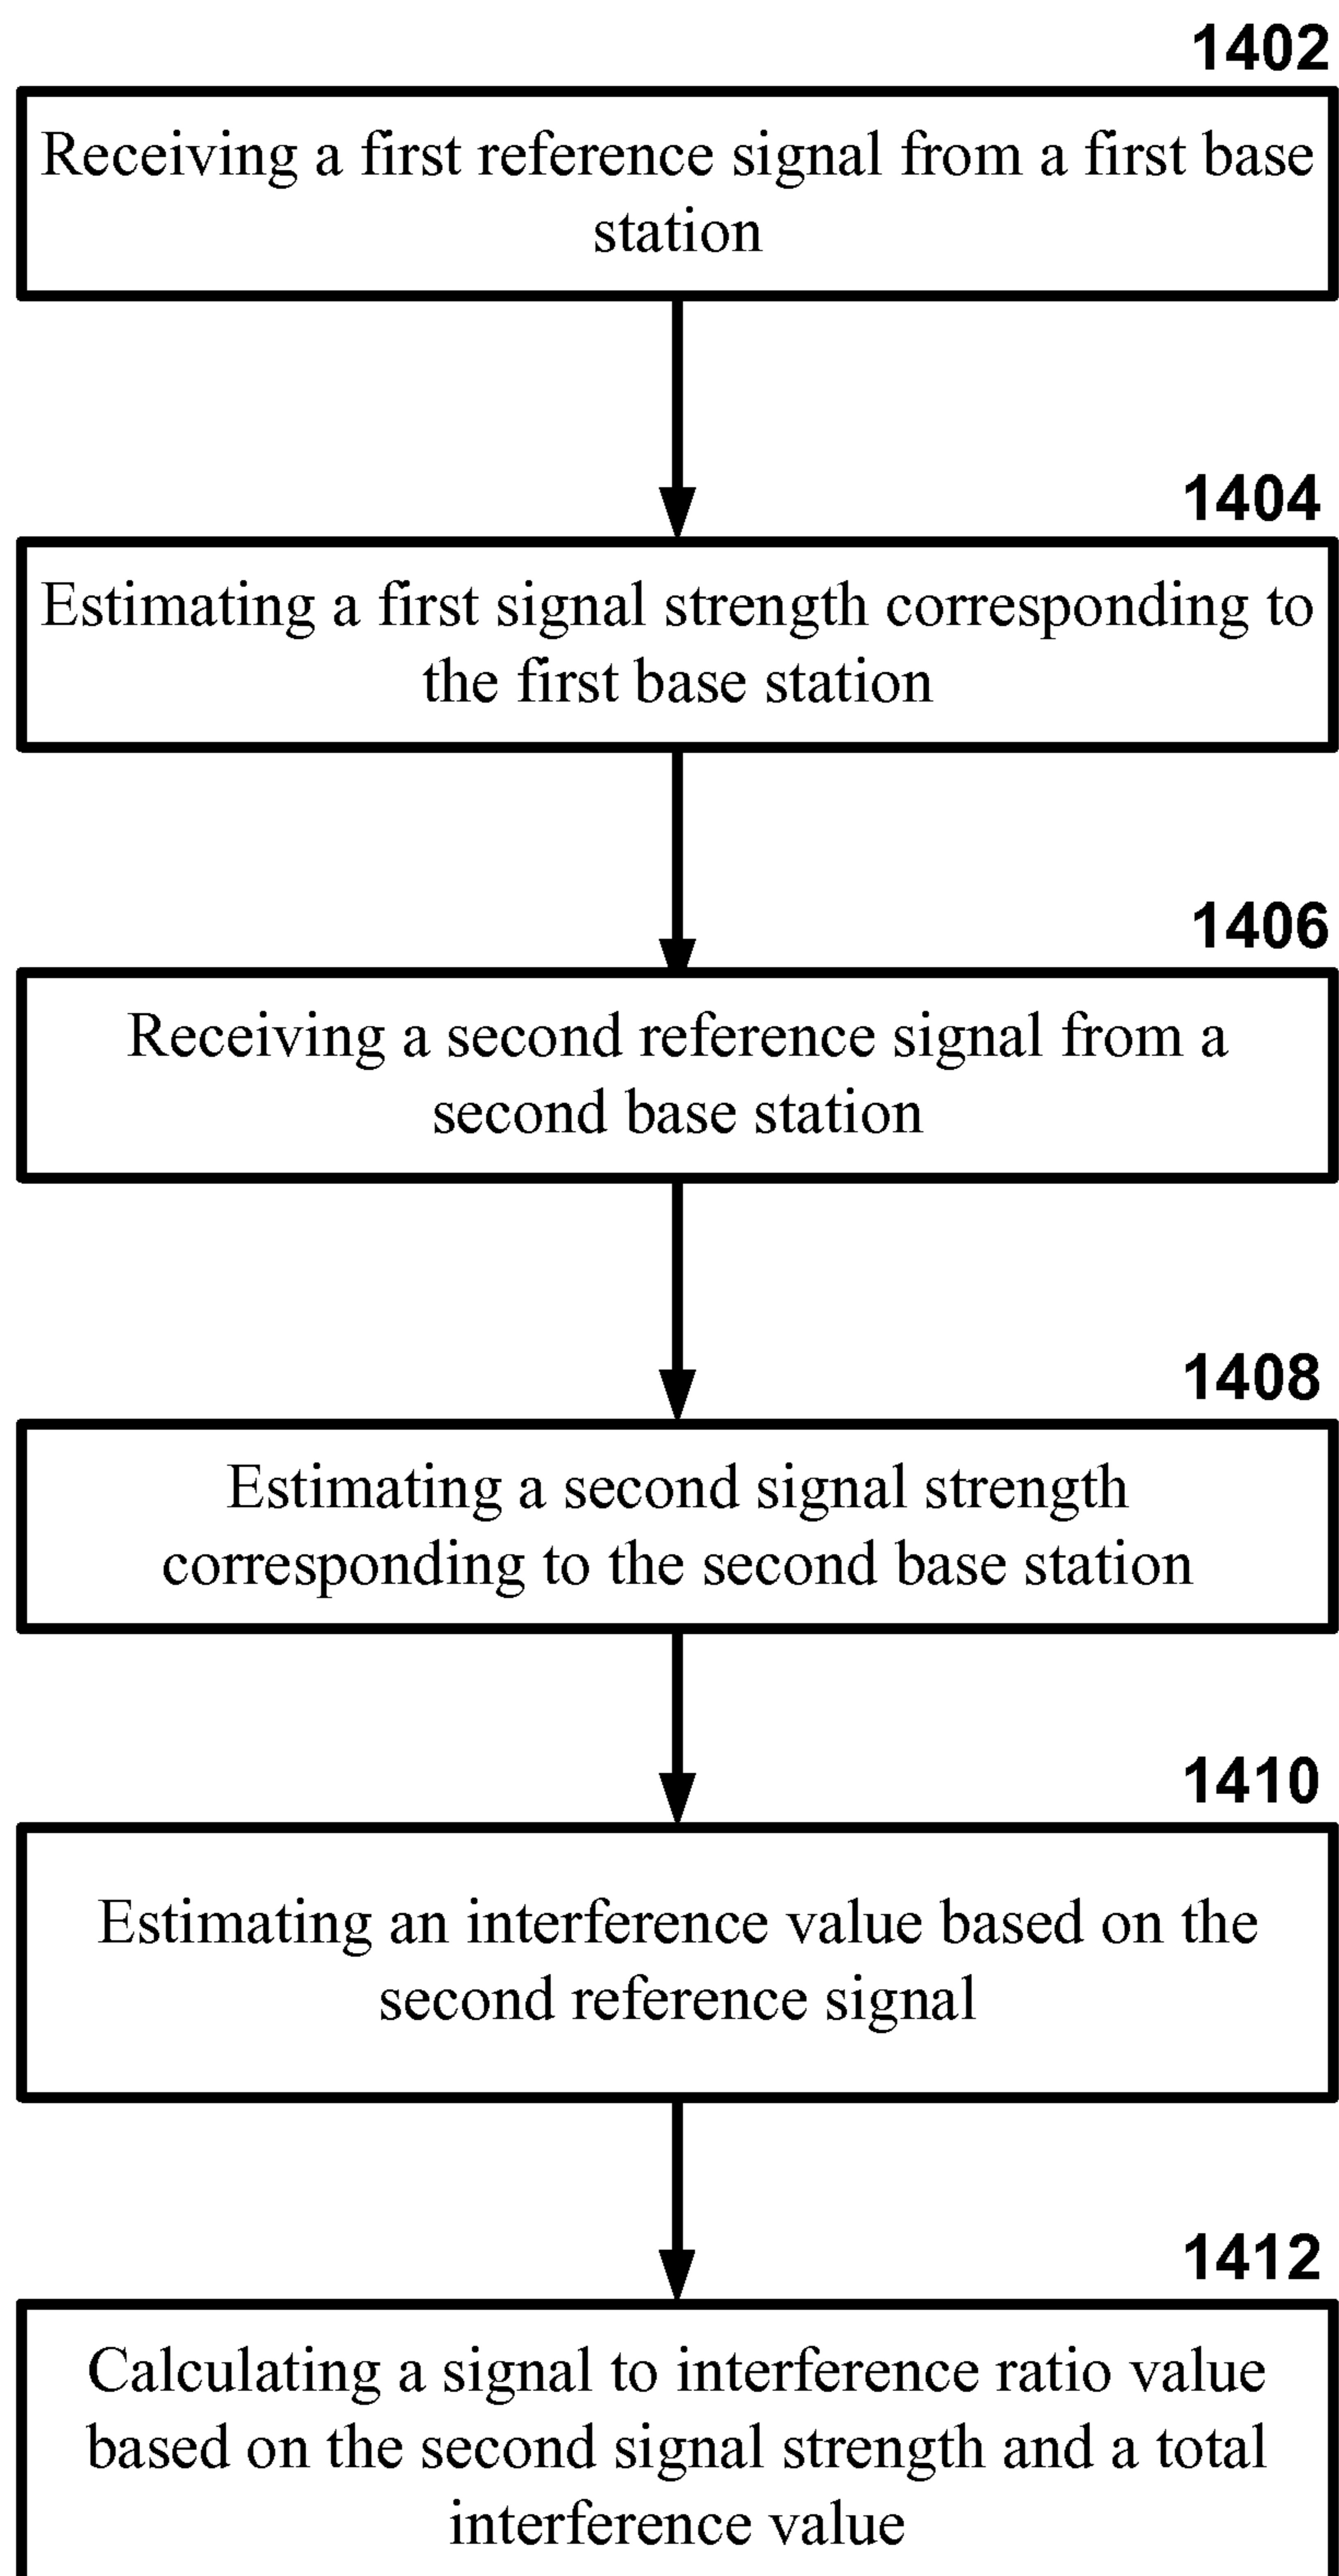 1402
Receiving a first reference signal from a first base
station
1404
Estimating a first signal strength corresponding to
the first base station
1406
Receiving a second reference signal from a
second base station
1408
Estimating a second signal strength
corresponding to the second base station
1410
Estimating an interference value based on the
second reference signal
1412
Calculating a signal to interference ratio value
based on the second signal strength and a total
interference value